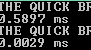 THE QUICK BR
0.5897 ms
THE QUICK BR
0.0029 ms